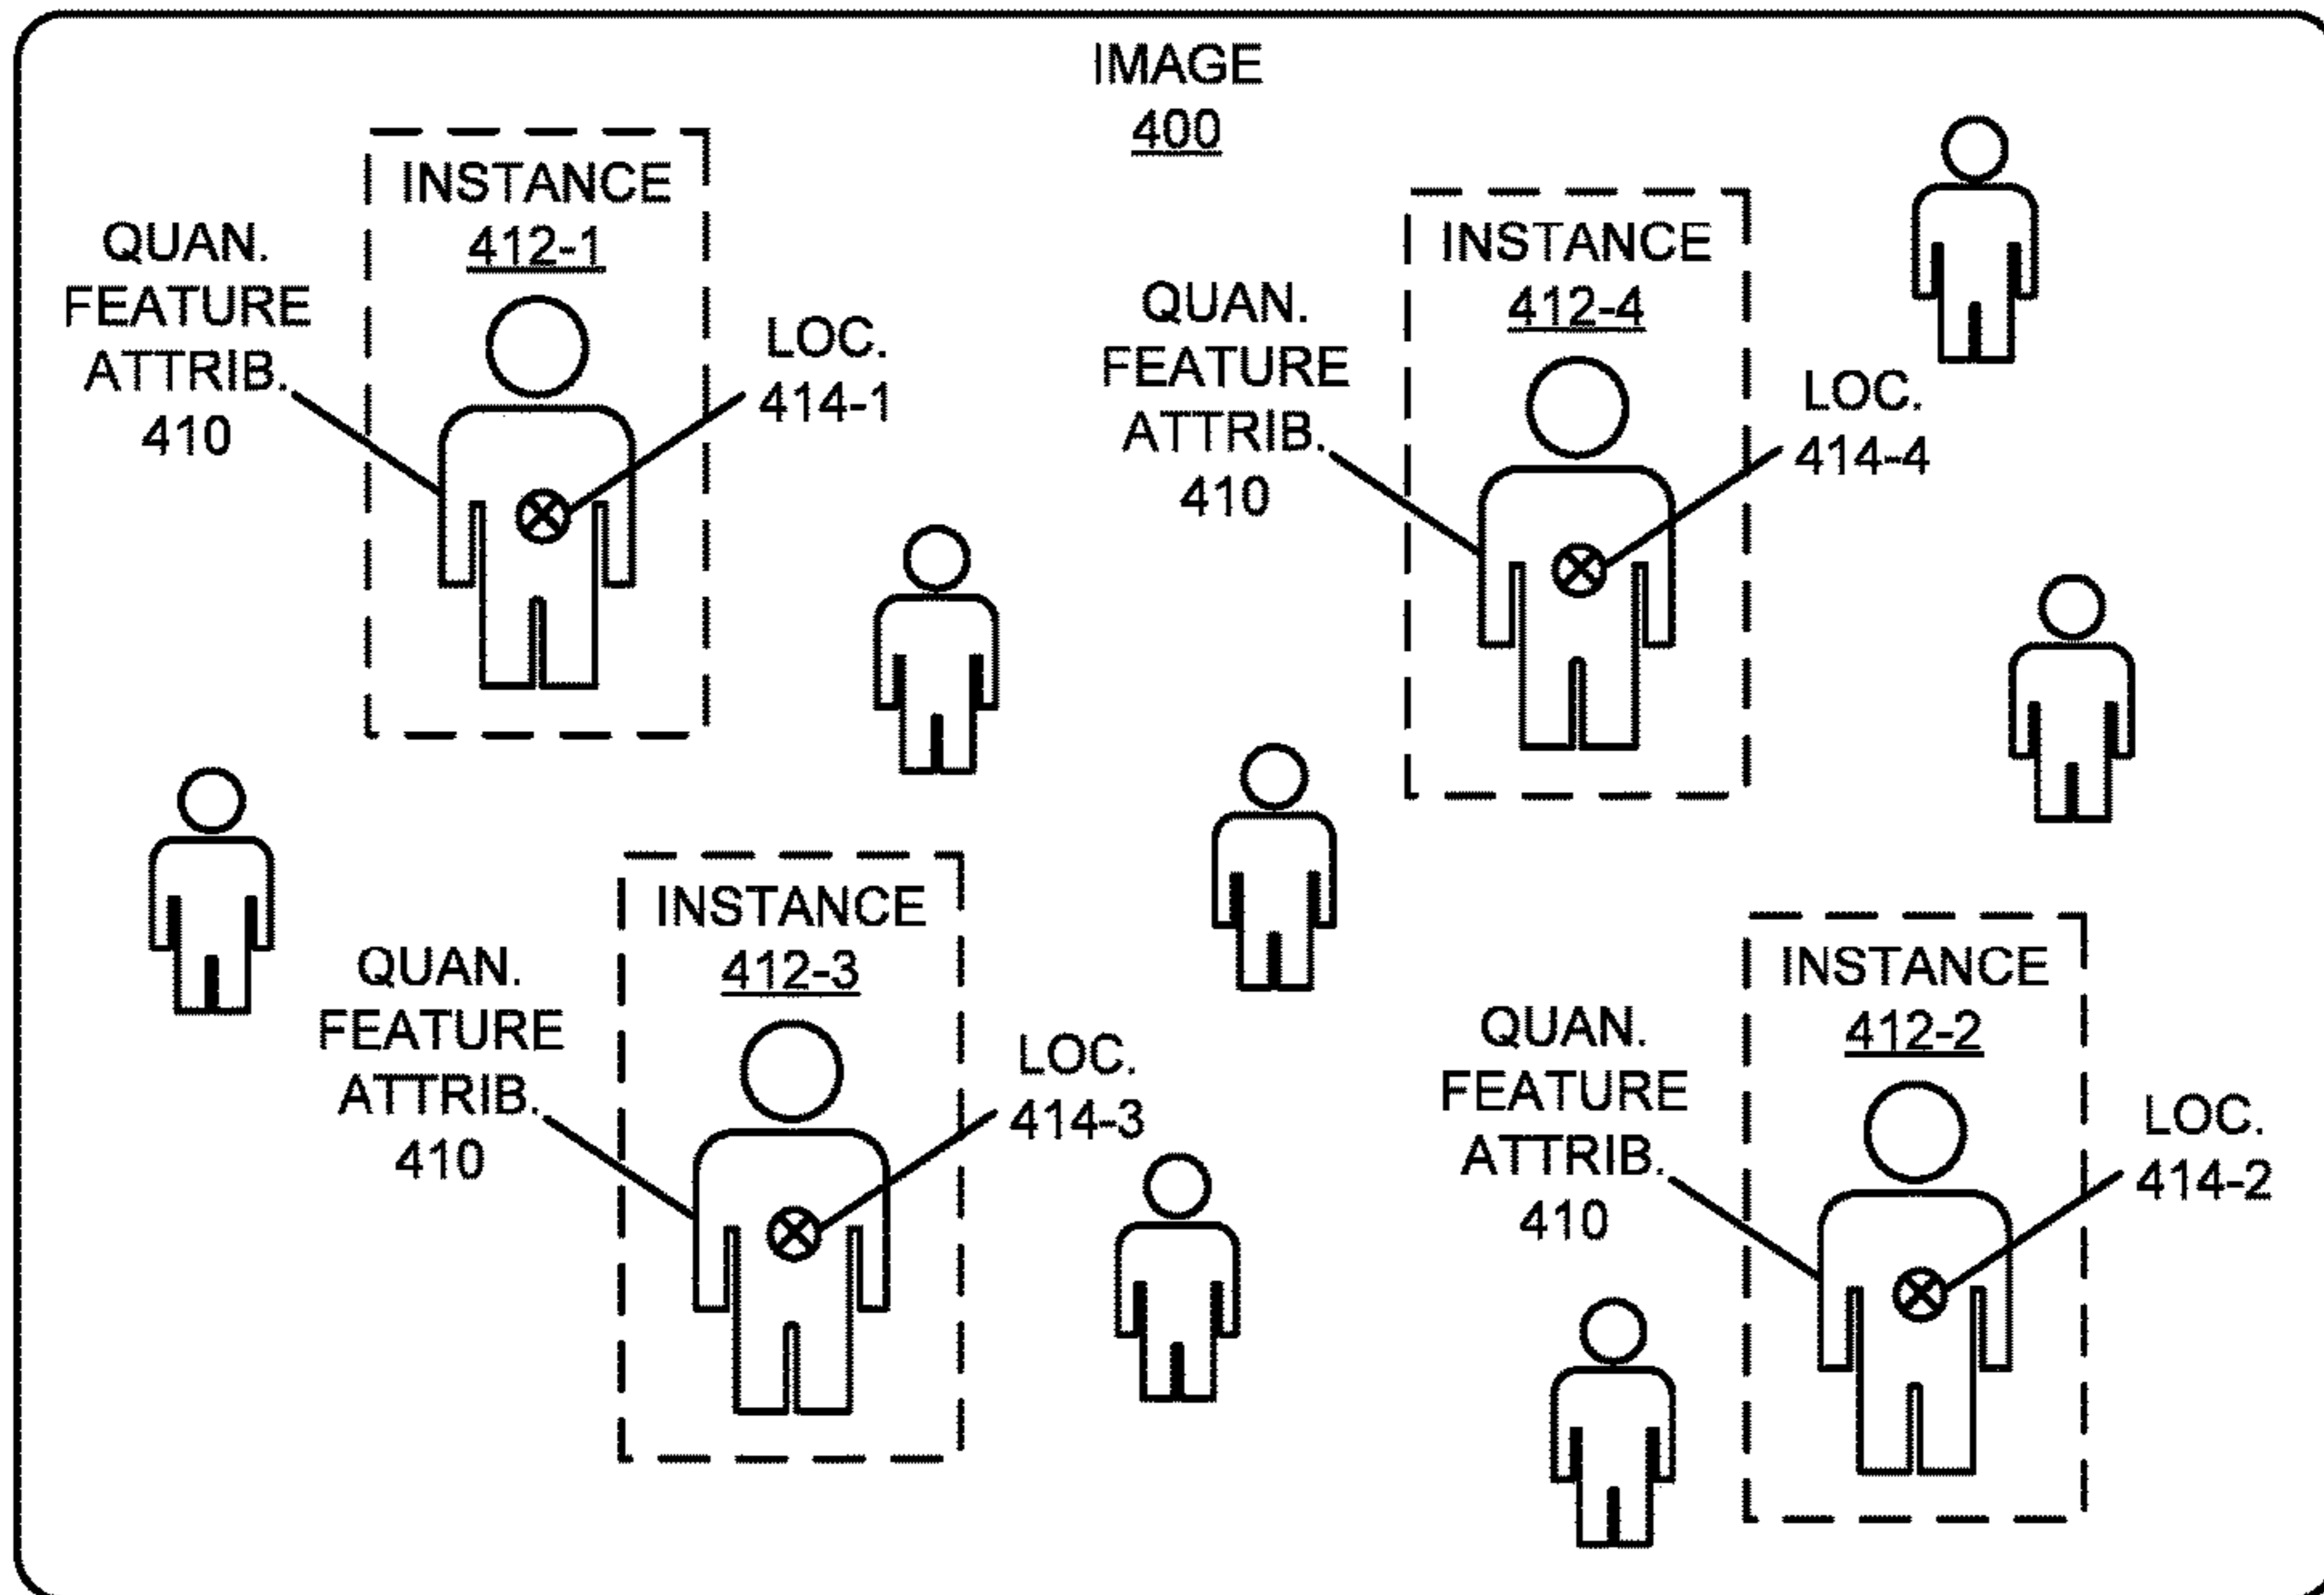 IMAGE
400
INSTANCE
412-1
QUAN.
FEATURE
ATTRIB.
410
LOC.
414-1
INSTANCE
412-4
QUAN.
FEATURE
ATTRIB.
410
LOC.
414-4
INSTANCE
412-3
QUAN.
FEATURE
ATTRIB.
410
LOC.
414-3
INSTANCE
412-2
QUAN.
FEATURE
ATTRIB.
410
LOC.
414-2